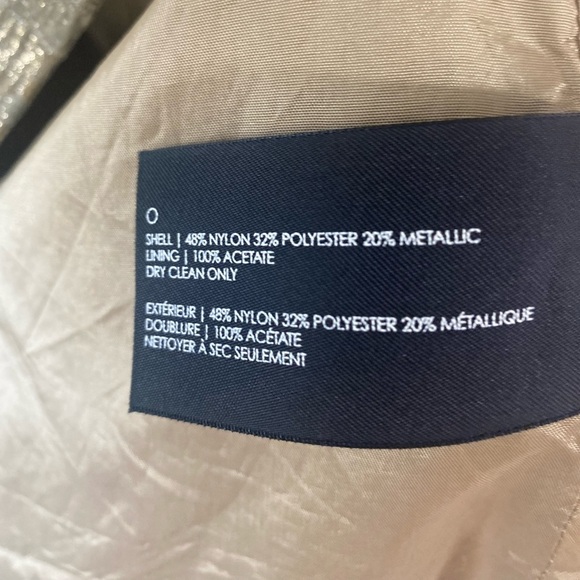 0
SHELL | 48% NYLON 32% POLYESTER 20% METALLIC
LINING | 100% ACETATE
DRY CLEAN ONLY
EXTÉRIEUR | 48% NYLON 32% POLYESTER 20% MÉTALLIQUE
DOUBLURE | 100% ACÉTATE
NETTOYER À SEC SEULEMENT